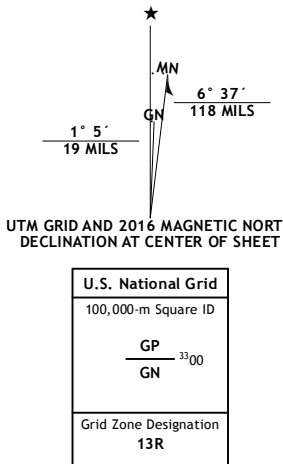 ★
MN
GN
6° 37´
118 MILS
1° 5´
19 MILS
UTM GRID AND 2016 MAGNETIC NORT
DECLINATION AT CENTER OF SHEET
U.S. National Grid
100,000-m Square ID
GP
GN
3300
Grid Zone Designation
13R